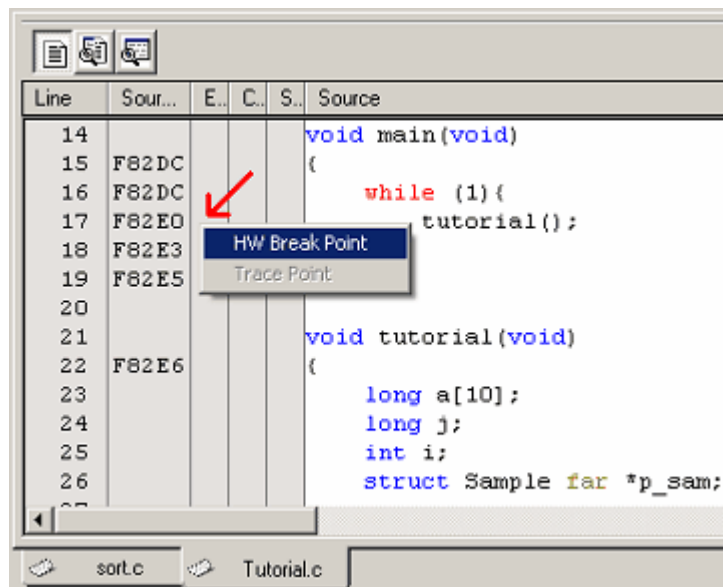 Line Sour... E.. C.. S.. Source
14 void main(void)
15 F82DC {
16 F82DC while (1){
17 F82E0 tutorial();
18 F82E3
19 F82E5
20
21 void tutorial(void)
22 F82E6 {
23 long a[10];
24 long j;
25 int i;
26 struct Sample far *p_sam;
HW Break Point
Trace Point
sort.c Tutorial.c